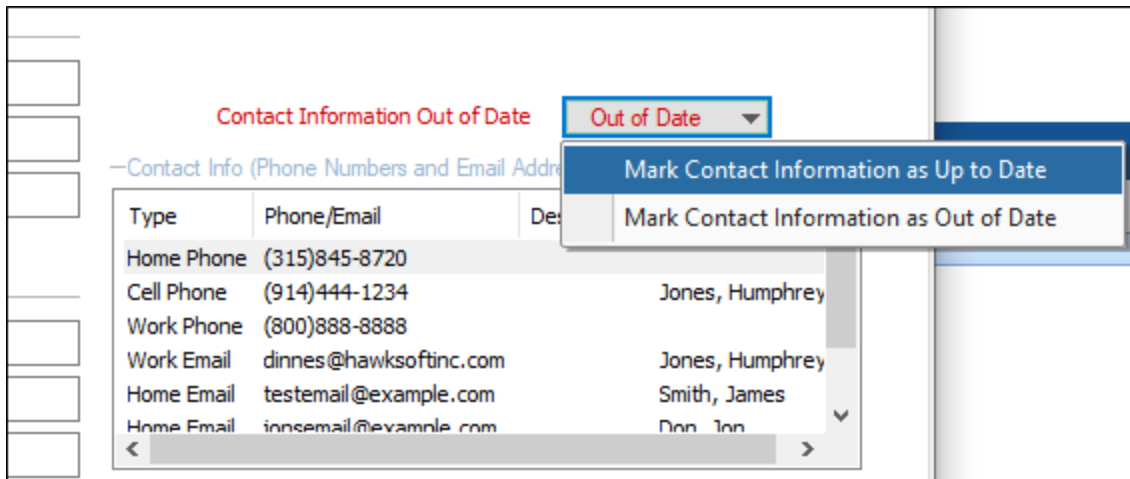 Contact Information Out of Date Out of Date
Contact Info (Phone Numbers and Email Addre
Mark Contact Information as Up to Date
Mark Contact Information as Out of Date
Type Phone/Email Des
Home Phone (315)845-8720
Cell Phone (914)444-1234 Jones, Humphrey
Work Phone (800)888-8888
Work Email dinnes@hawksoftinc.com Jones, Humphrey
Home Email testemail@example.com Smith, James
Home Email jonsemail@example.com Don, Jon